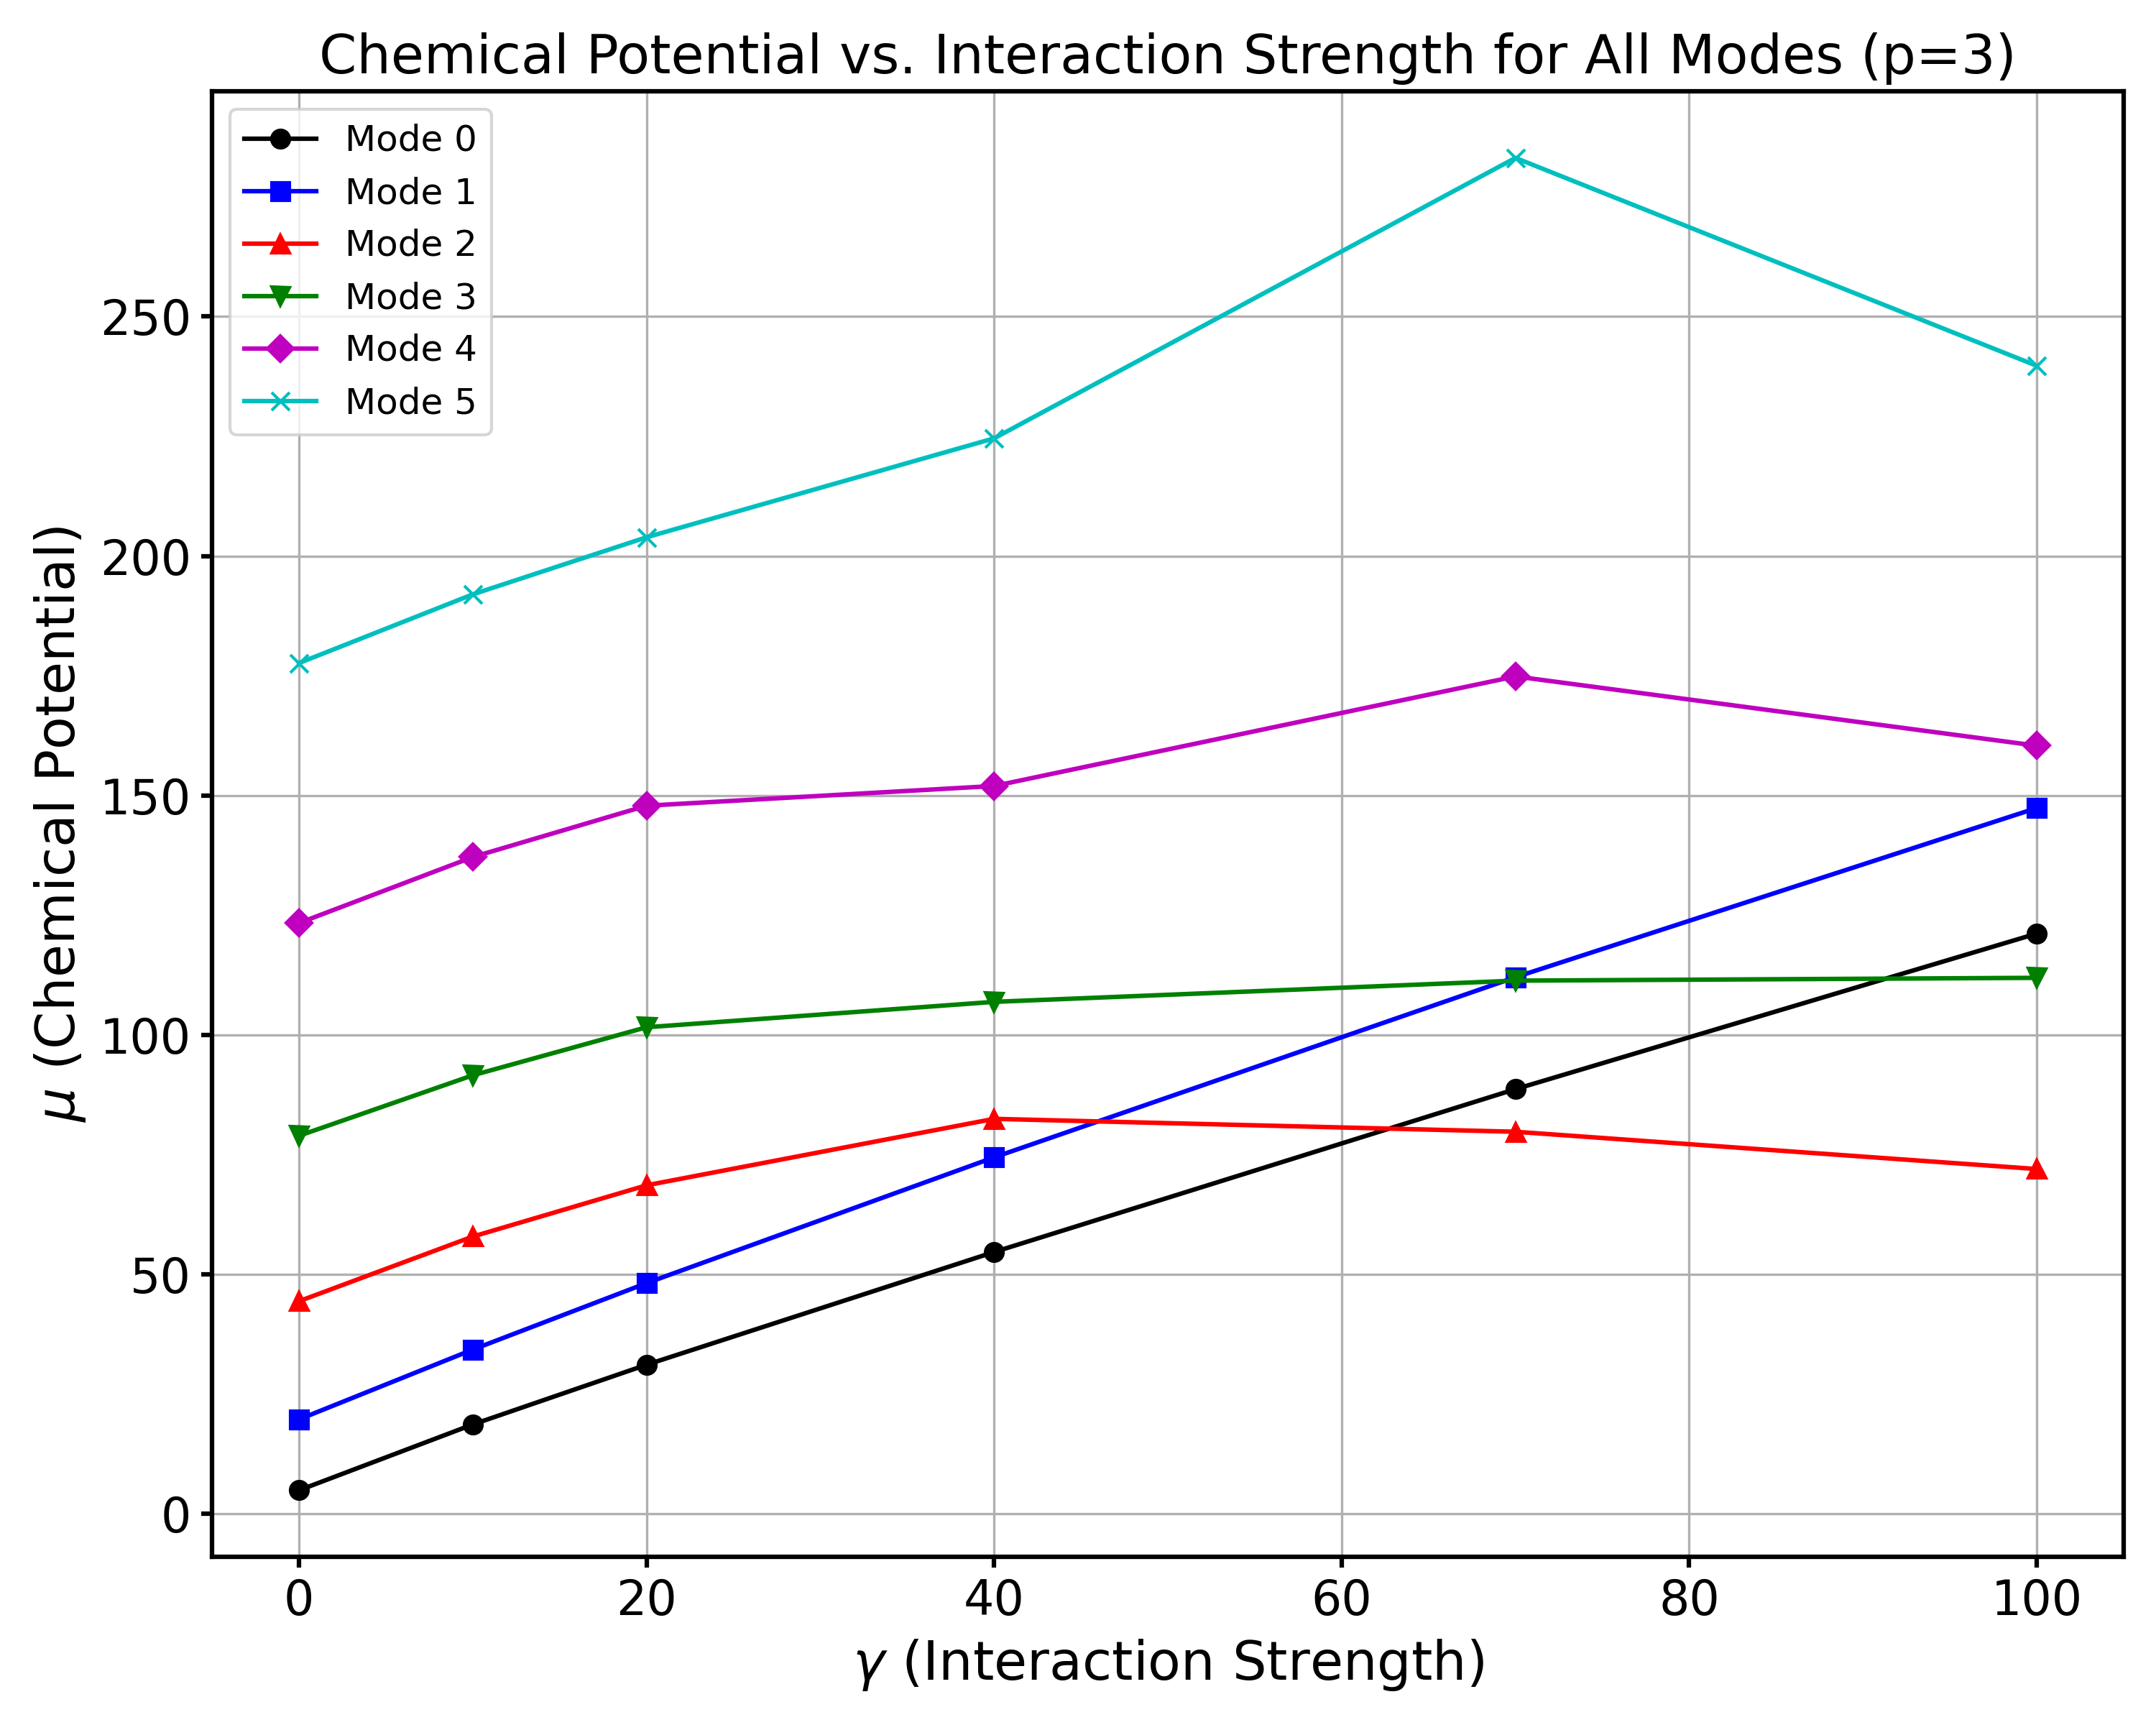 Chemical Potential vs. Interaction Strength for All Modes (p=3)
Mode 0
Mode 1
Mode 2
Mode 3
Mode 4
Mode 5
μ (Chemical Potential)
250
200
150
100
50
0
0 20 40 60 80 100
γ (Interaction Strength)